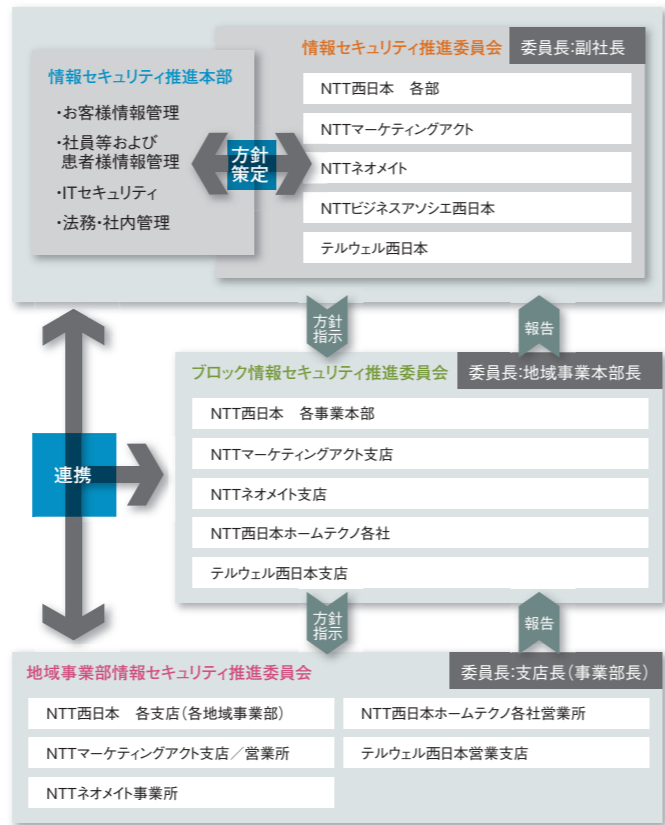 情報セキュリティ推進本部
・お客様情報管理
・社員等および
患者様情報管理
・ITセキュリティ
・法務・社内管理
方針
策定
情報セキュリティ推進委員会
委員長:副社長
NTT西日本　各部
NTTマーケティングアクト
NTTネオメイト
NTTビジネスアソシエ西日本
テルウェル西日本
方針
指示
報告
連携
ブロック情報セキュリティ推進委員会
委員長:地域事業本部長
NTT西日本　各事業本部
NTTマーケティングアクト支店
NTTネオメイト支店
NTT西日本ホームテクノ各社
テルウェル西日本支店
方針
指示
報告
地域事業部情報セキュリティ推進委員会
委員長:支店長(事業部長)
NTT西日本　各支店(各地域事業部)
NTTマーケティングアクト支店／営業所
NTTネオメイト事業所
NTT西日本ホームテクノ各社営業所
テルウェル西日本営業支店